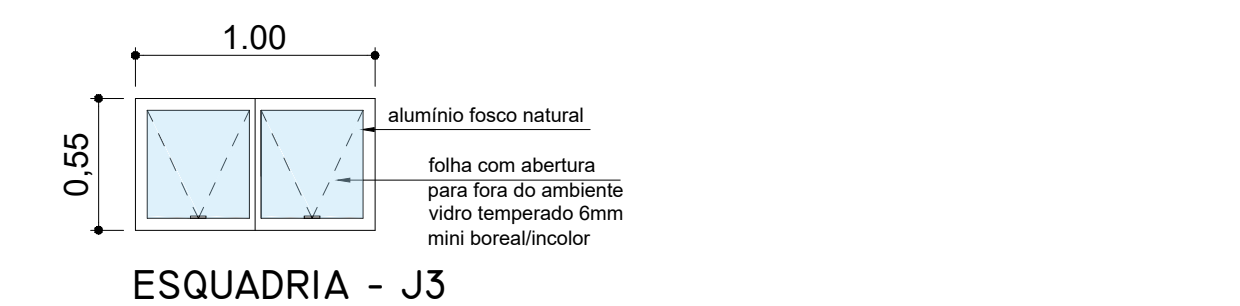 1.00
0,55
alumínio fosco natural
folha com abertura
para fora do ambiente
vidro temperado 6mm
mini boreal/incolor
ESQUADRIA - J3